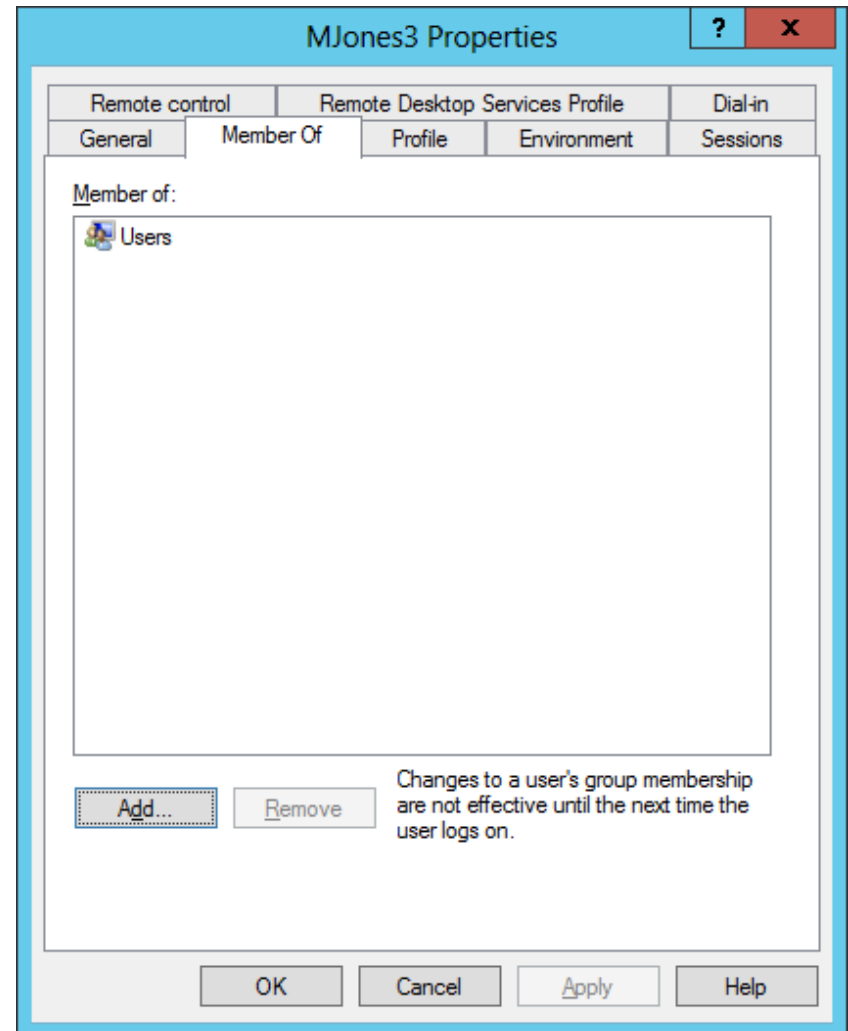 MJones3 Properties
?
x
Remote control
Remote Desktop Services Profile
Dial-in
General
Member Of
Profile
Environment
Sessions
Member of:
Users
Add...
Remove
Changes to a user's group membership
are not effective until the next time the
user logs on.
OK
Cancel
Apply
Help